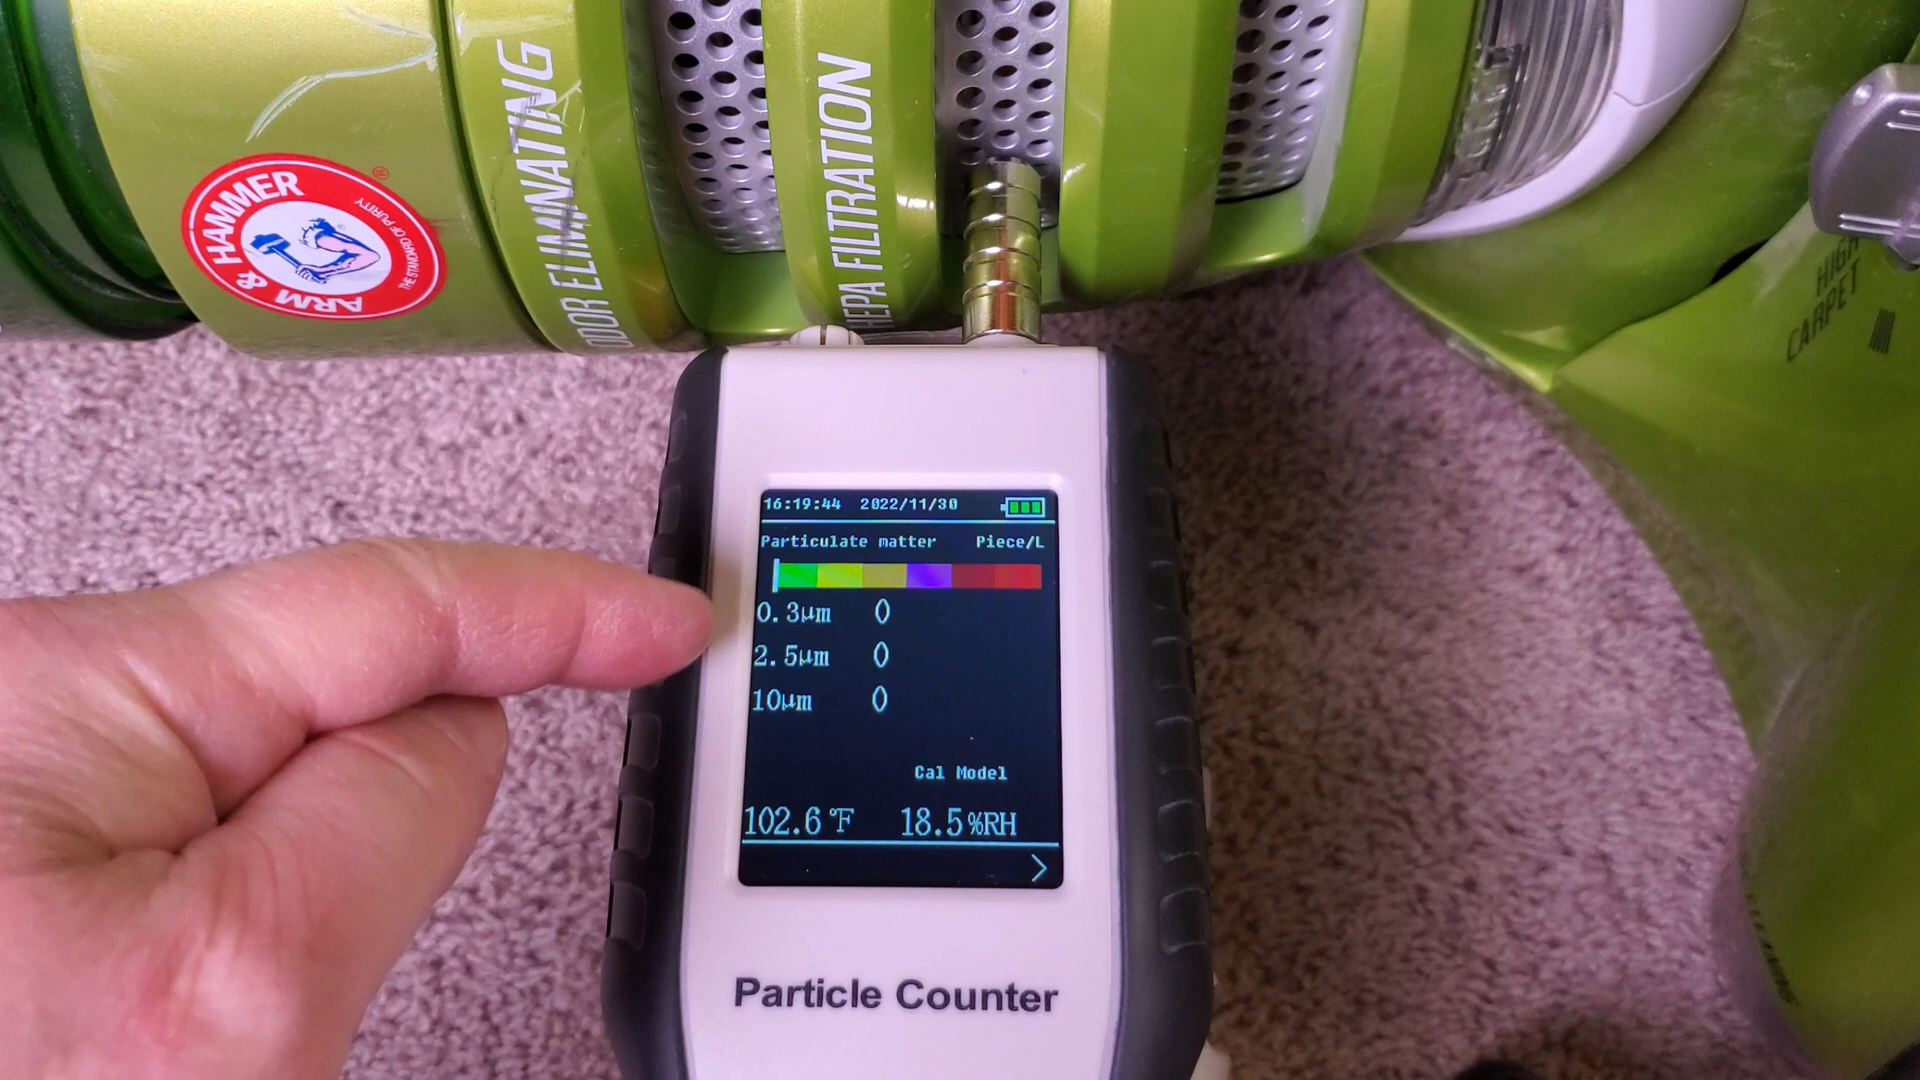 ARM & HAMMER
®
THE STANDARD OF PURITY
ODOR ELIMINATING
HEPA FILTRATION
HIGH
CARPET
16:19:44 2022/11/30
Particulate matter Piece/L
0.3µm 0
2.5µm 0
10µm 0
Cal Model
102.6°F 18.5%RH
>
Particle Counter